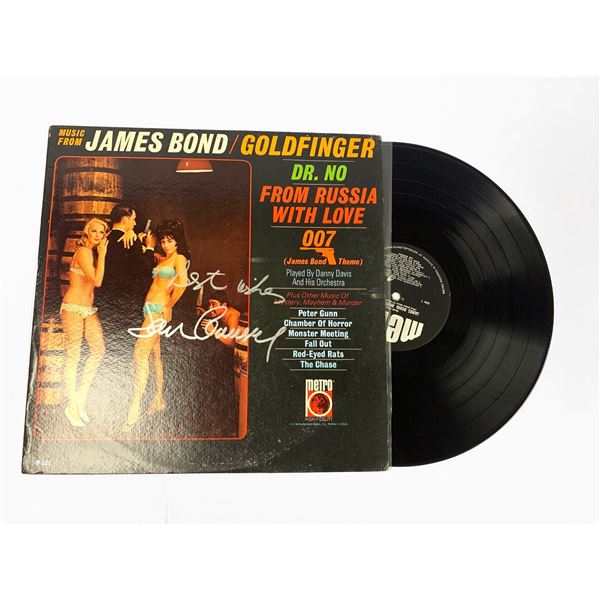 MUSIC FROM JAMES BOND / GOLDFINGER
DR. NO
FROM RUSSIA
WITH LOVE
007
(James Bond Theme)
Played By Danny Davis
And His Orchestra
Plus Other Music Of
Mystery, Mayhem & Murder
Peter Gunn
Chamber of Horror
Monster Meeting
Fall Out
Red-Eyed Rats
The Chase
Best wishes
Sean Connery
metro
HIGH FIDELITY